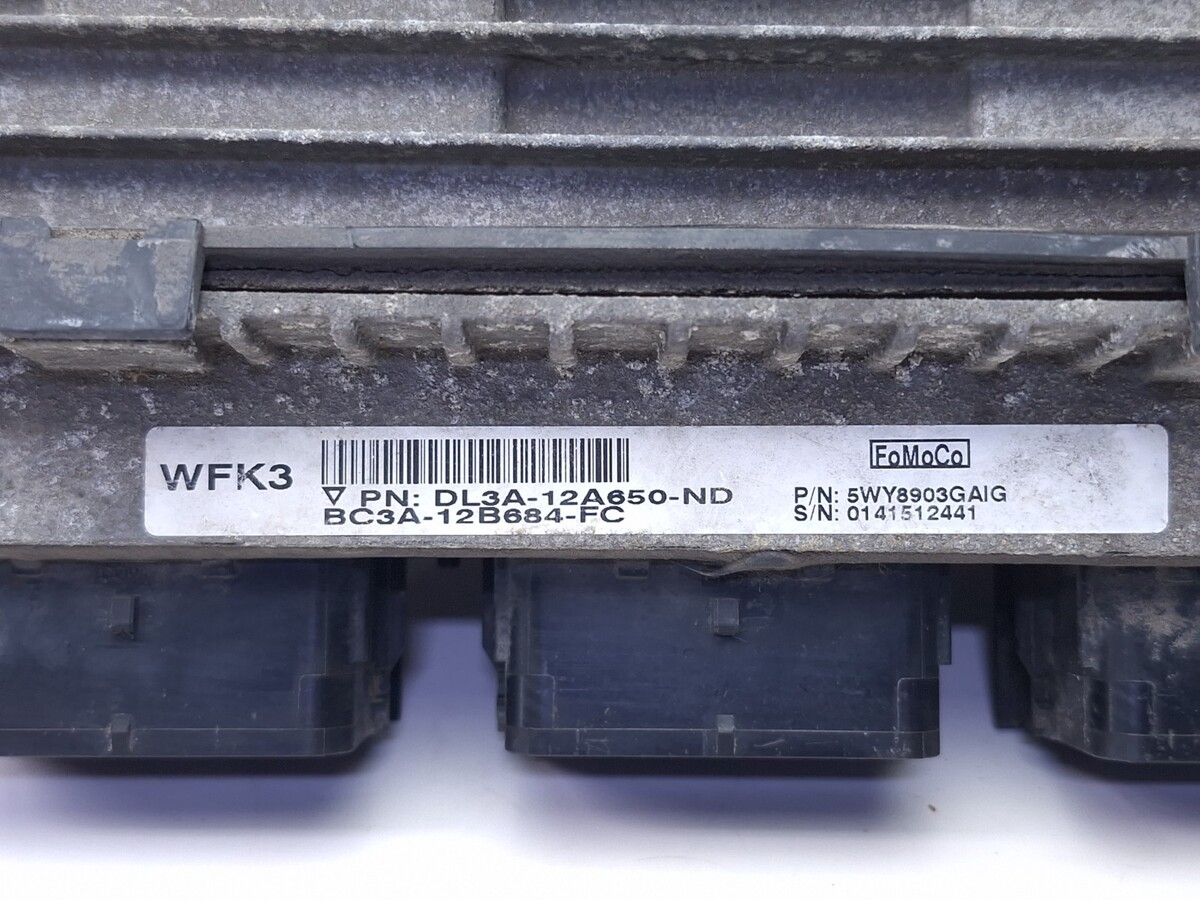 WFK3
▽ PN: DL3A-12A650-ND
BC3A-12B684-FC
FoMoCo
P/N: 5WY8903GAIG
S/N: 0141512441